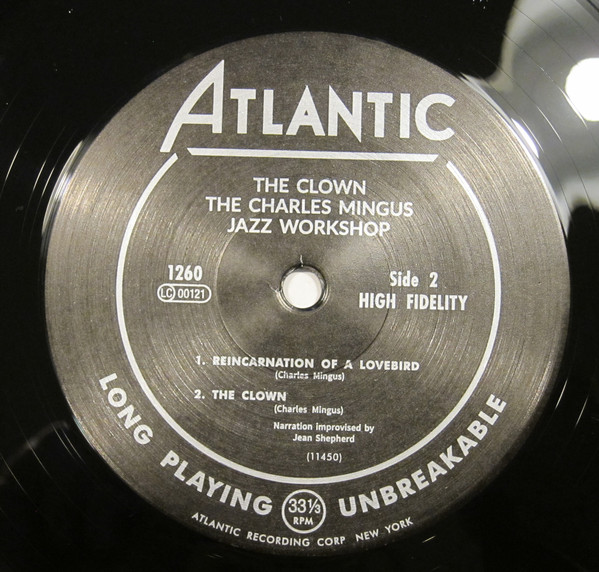 ATLANTIC
THE CLOWN
THE CHARLES MINGUS
JAZZ WORKSHOP
1260
LC 00121
Side 2
HIGH FIDELITY
1. REINCARNATION OF A LOVEBIRD
(Charles Mingus)
2. THE CLOWN
(Charles Mingus)
Narration improvised by
Jean Shepherd
(11450)
LONG PLAYING 33⅓ RPM UNBREAKABLE
ATLANTIC RECORDING CORP NEW YORK